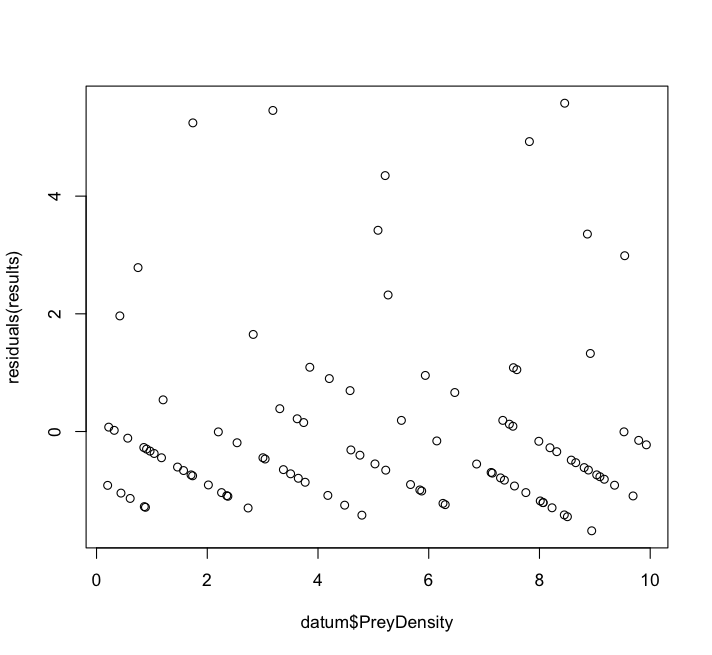 residuals(results)
4
2
0
0 2 4 6 8 10
datum$PreyDensity